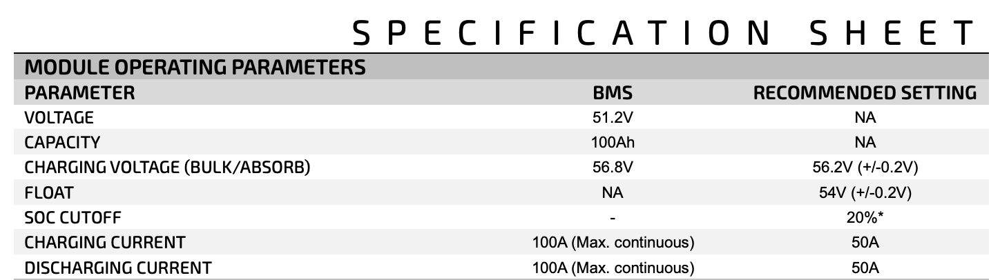 SPECIFICATION SHEET
MODULE OPERATING PARAMETERS
PARAMETER BMS RECOMMENDED SETTING
VOLTAGE 51.2V NA
CAPACITY 100Ah NA
CHARGING VOLTAGE (BULK/ABSORB) 56.8V 56.2V (+/-0.2V)
FLOAT NA 54V (+/-0.2V)
SOC CUTOFF - 20%*
CHARGING CURRENT 100A (Max. continuous) 50A
DISCHARGING CURRENT 100A (Max. continuous) 50A